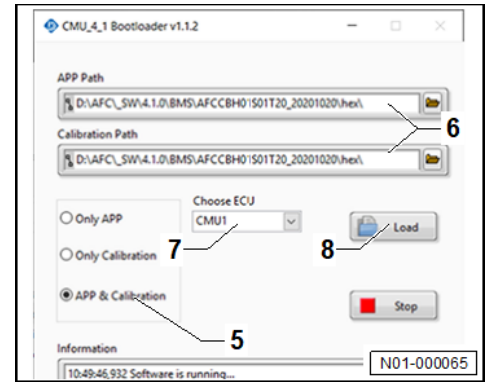 CMU_4_1 Bootloader v1.1.2
APP Path
D:\AFC\_SW\4.1.0\BMS\AFCCBH01S01T20_20201020\hex\
6
Calibration Path
D:\AFC\_SW\4.1.0\BMS\AFCCBH01S01T20_20201020\hex\
Choose ECU
Only APP
CMU1
Load
7
8
Only Calibration
APP & Calibration
Stop
5
Information
N01-000065
10:49:46,932 Software is running...